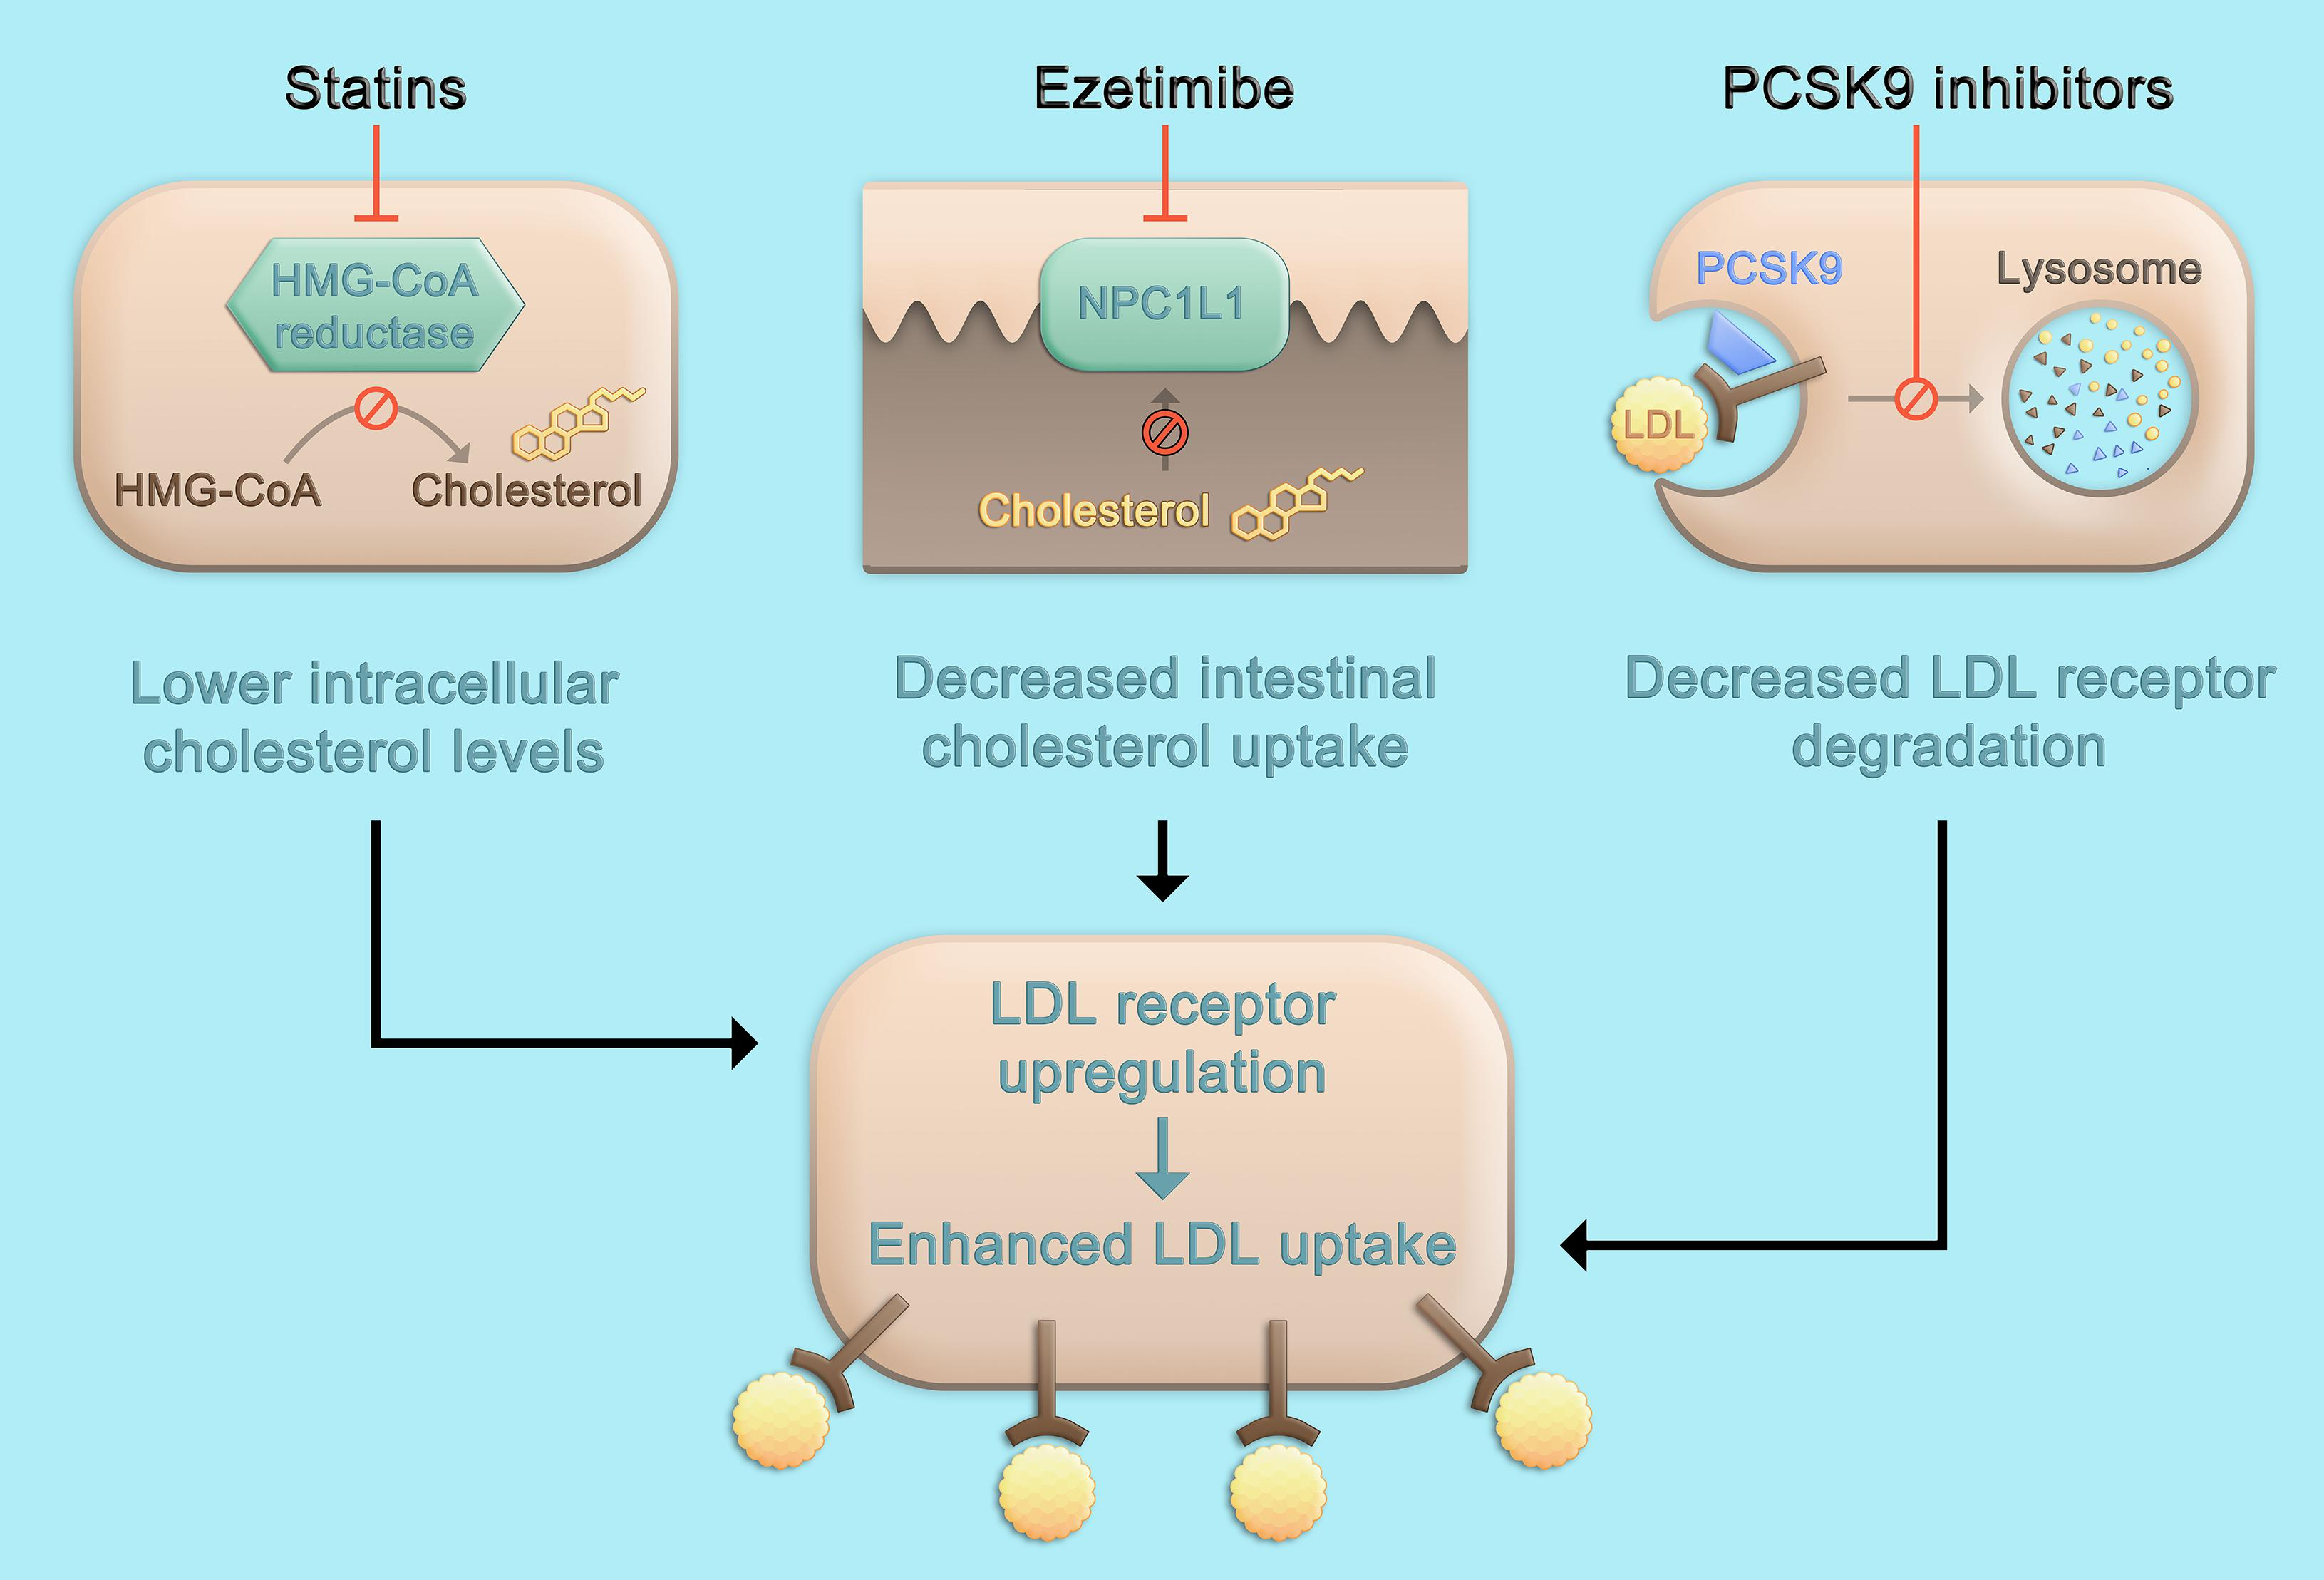 Statins
HMG-CoA
reductase
HMG-CoA
Cholesterol
Lower intracellular
cholesterol levels
Ezetimibe
NPC1L1
Cholesterol
Decreased intestinal
cholesterol uptake
PCSK9 inhibitors
PCSK9
Lysosome
LDL
Decreased LDL receptor
degradation
LDL receptor
upregulation
Enhanced LDL uptake